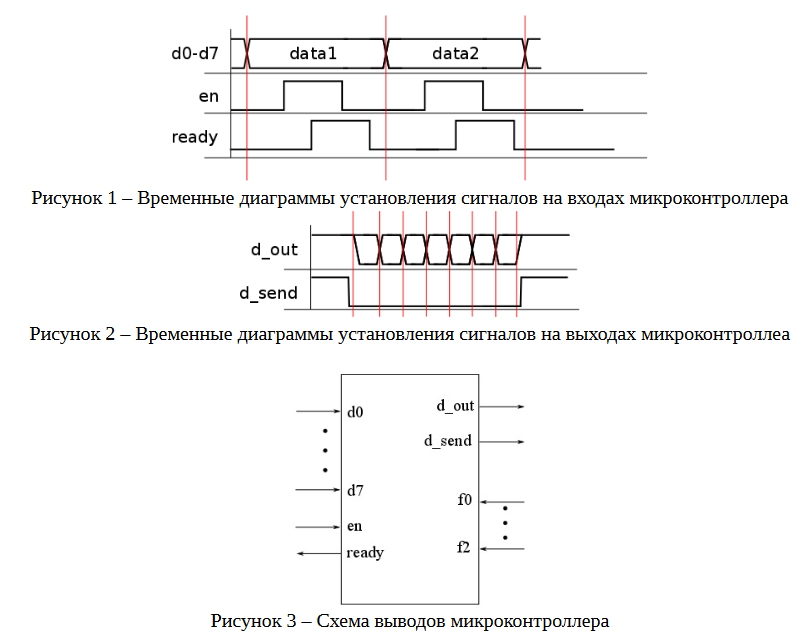 d0-d7 data1 data2
en
ready
Рисунок 1 – Временные диаграммы установления сигналов на входах микроконтроллера
d_out
d_send
Рисунок 2 – Временные диаграммы установления сигналов на выходах микроконтроллеа
d0 d_out
d_send
d7 f0
en
ready f2
Рисунок 3 – Схема выводов микроконтроллера